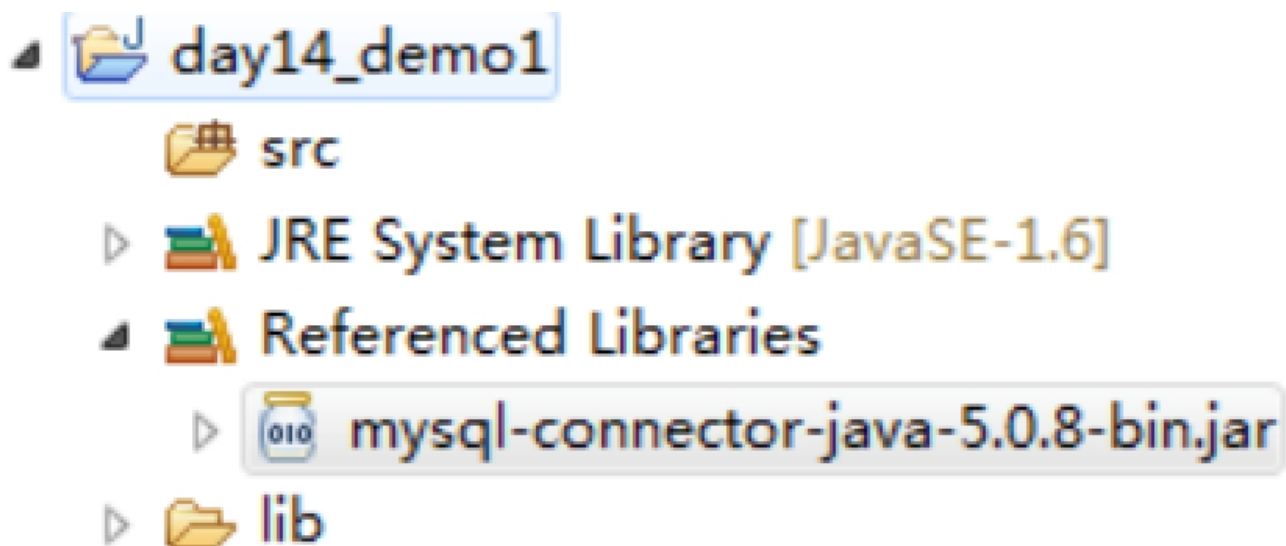 day14_demo1
src
JRE System Library [JavaSE-1.6]
Referenced Libraries
010 mysql-connector-java-5.0.8-bin.jar
lib